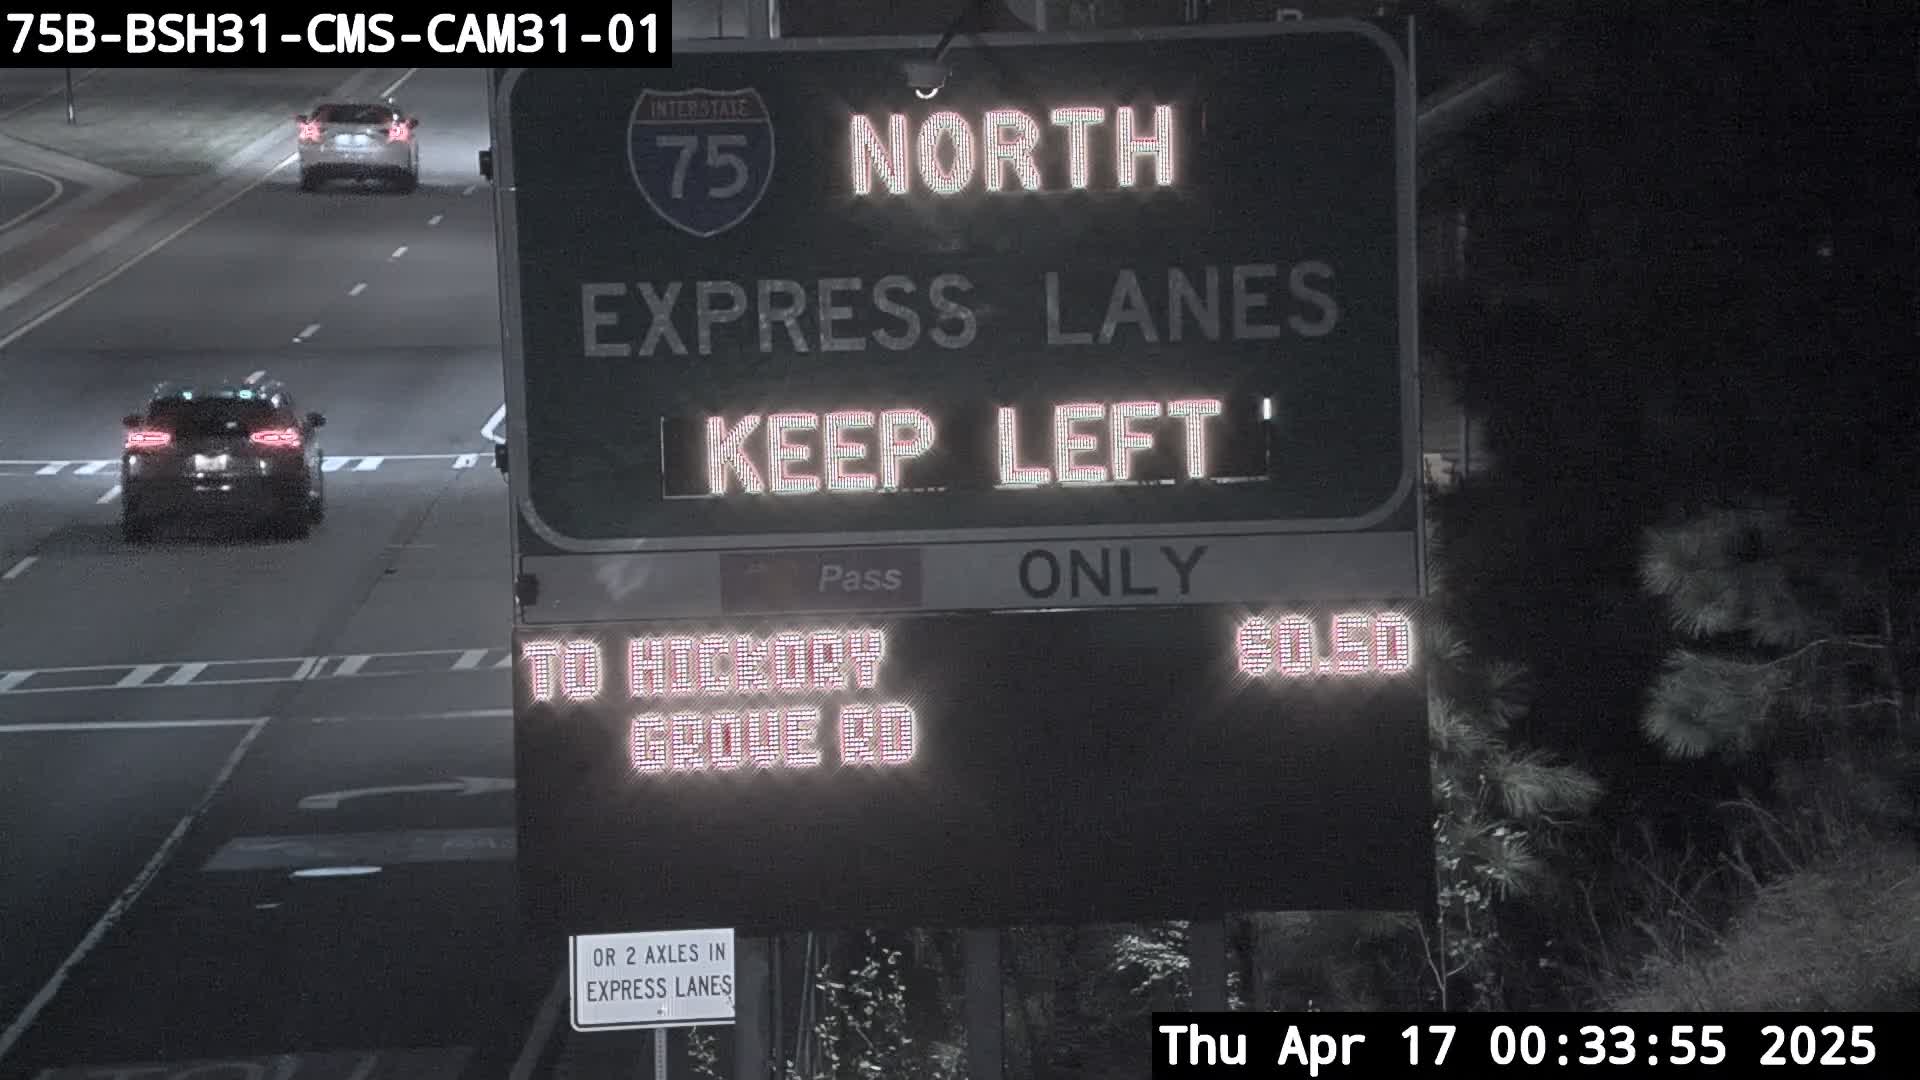 75B-BSH31-CMS-CAM31-01
INTERSTATE
75
NORTH
EXPRESS LANES
KEEP LEFT
Pass
ONLY
TO HICKORY
GROVE RD
$0.50
OR 2 AXLES IN
EXPRESS LANES
Thu Apr 17 00:33:55 2025